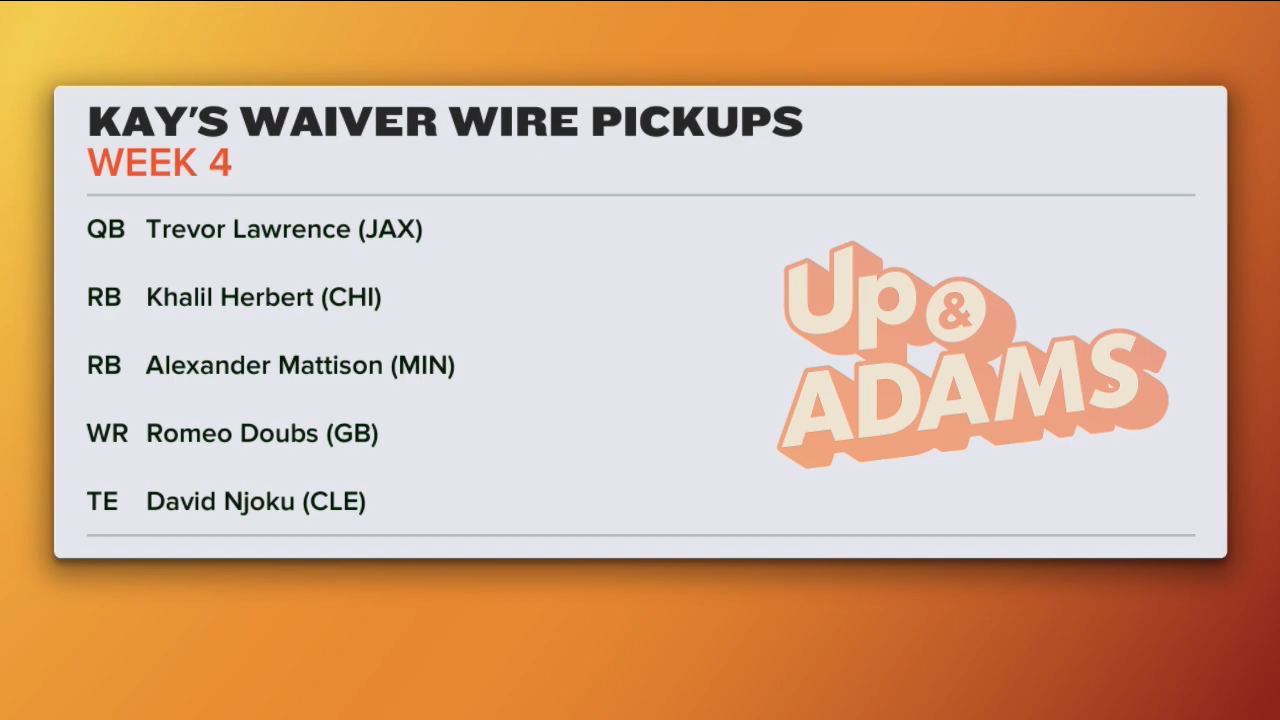 KAY'S WAIVER WIRE PICKUPS
WEEK 4
QB Trevor Lawrence (JAX)
RB Khalil Herbert (CHI)
RB Alexander Mattison (MIN)
WR Romeo Doubs (GB)
TE David Njoku (CLE)
Up &
ADAMS